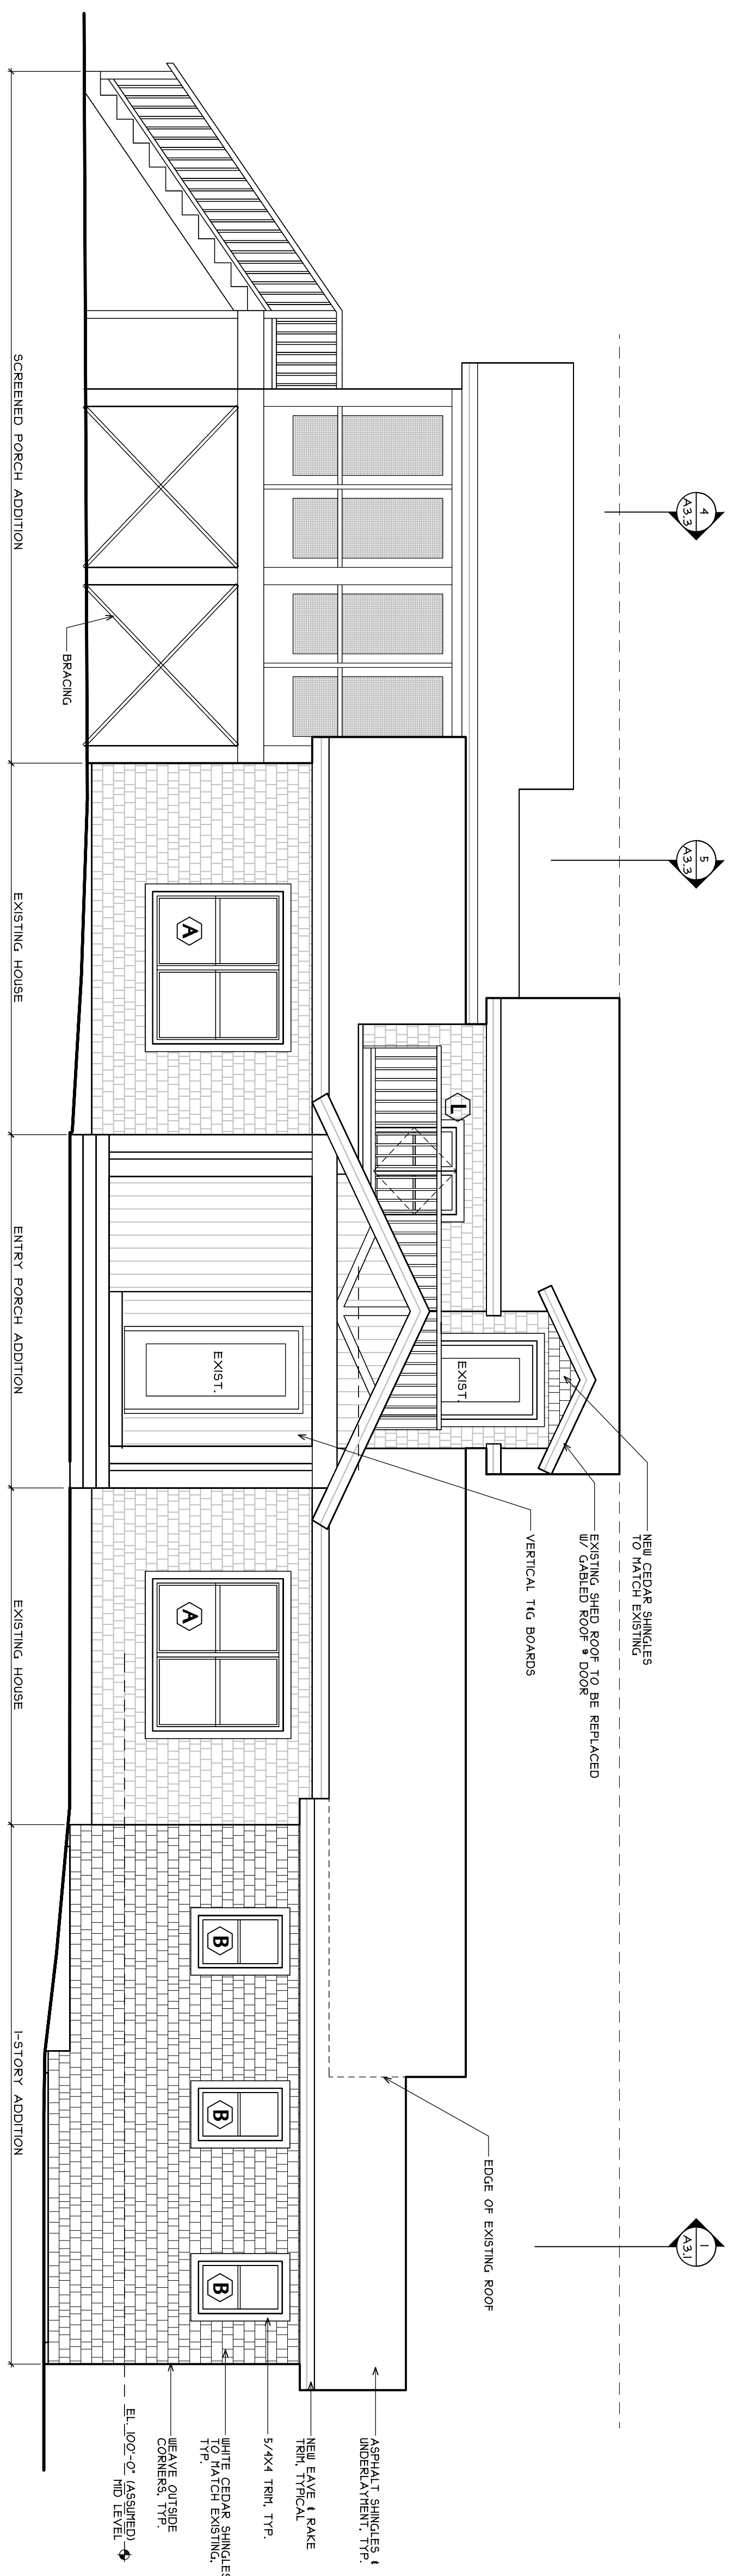 4
A3.3
5
A3.3
1
A3.1
NEW CEDAR SHINGLES
TO MATCH EXISTING
EXISTING SHED ROOF TO BE REPLACED
W/ GABLED ROOF @ DOOR
VERTICAL T&G BOARDS
EDGE OF EXISTING ROOF
ASPHALT SHINGLES &
UNDERLAYMENT, TYP.
NEW EAVE & RAKE
TRIM, TYPICAL
5/4X4 TRIM, TYP.
WHITE CEDAR SHINGLES
TO MATCH EXISTING,
TYP.
WEAVE OUTSIDE
CORNERS, TYP.
EL. 100'-0" (ASSUMED)
MID LEVEL
L
EXIST.
EXIST.
A
A
B
B
B
BRACING
SCREENED PORCH ADDITION
EXISTING HOUSE
ENTRY PORCH ADDITION
EXISTING HOUSE
1-STORY ADDITION